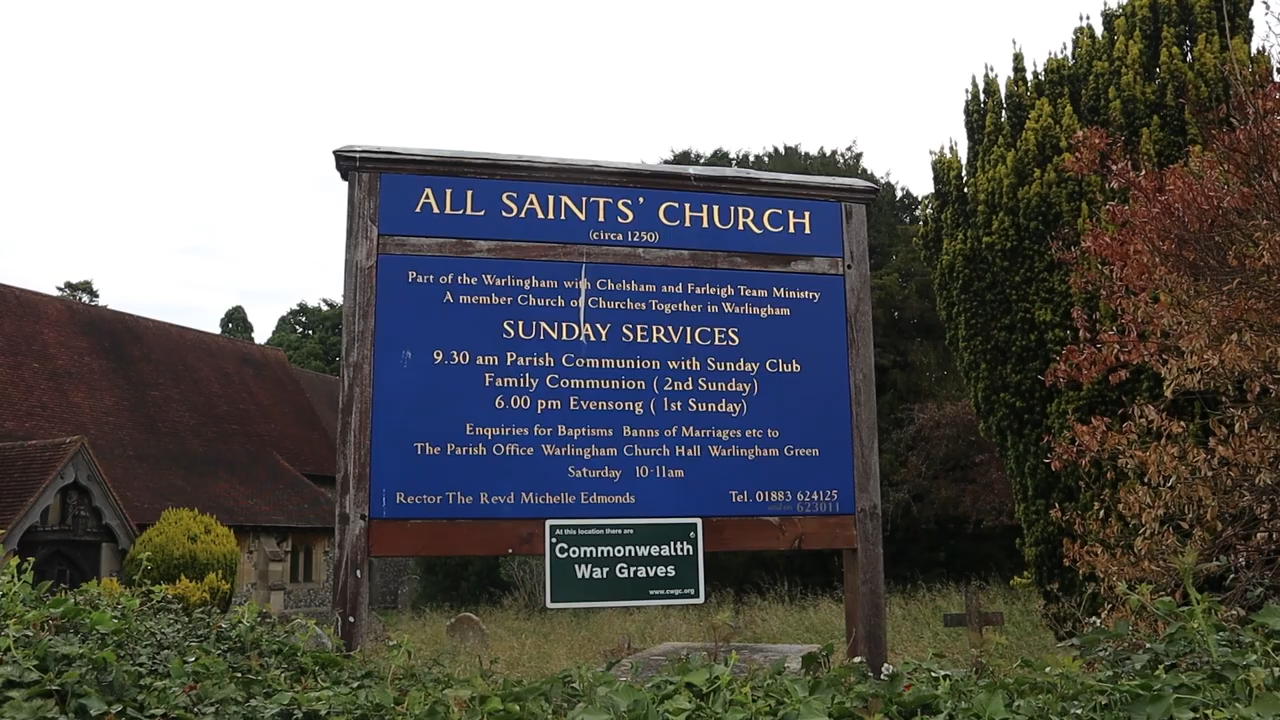 ALL SAINTS' CHURCH
(circa 1250)
Part of the Warlingham with Chelsham and Farleigh Team Ministry
A member Church of Churches Together in Warlingham
SUNDAY SERVICES
9.30 am Parish Communion with Sunday Club
Family Communion ( 2nd Sunday)
6.00 pm Evensong ( 1st Sunday)
Enquiries for Baptisms Banns of Marriages etc to
The Parish Office Warlingham Church Hall Warlingham Green
Saturday 10-11am
Rector The Revd Michelle Edmonds
Tel. 01883 624125
623011
At this location there are
Commonwealth
War Graves
www.cwgc.org